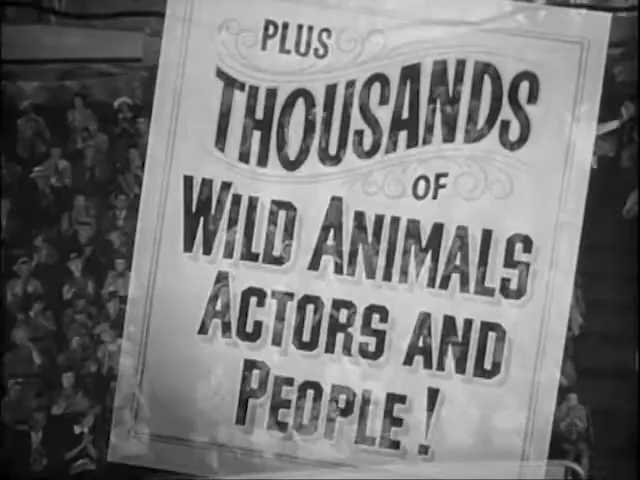 PLUS
THOUSANDS
OF
WILD ANIMALS
ACTORS AND
PEOPLE!